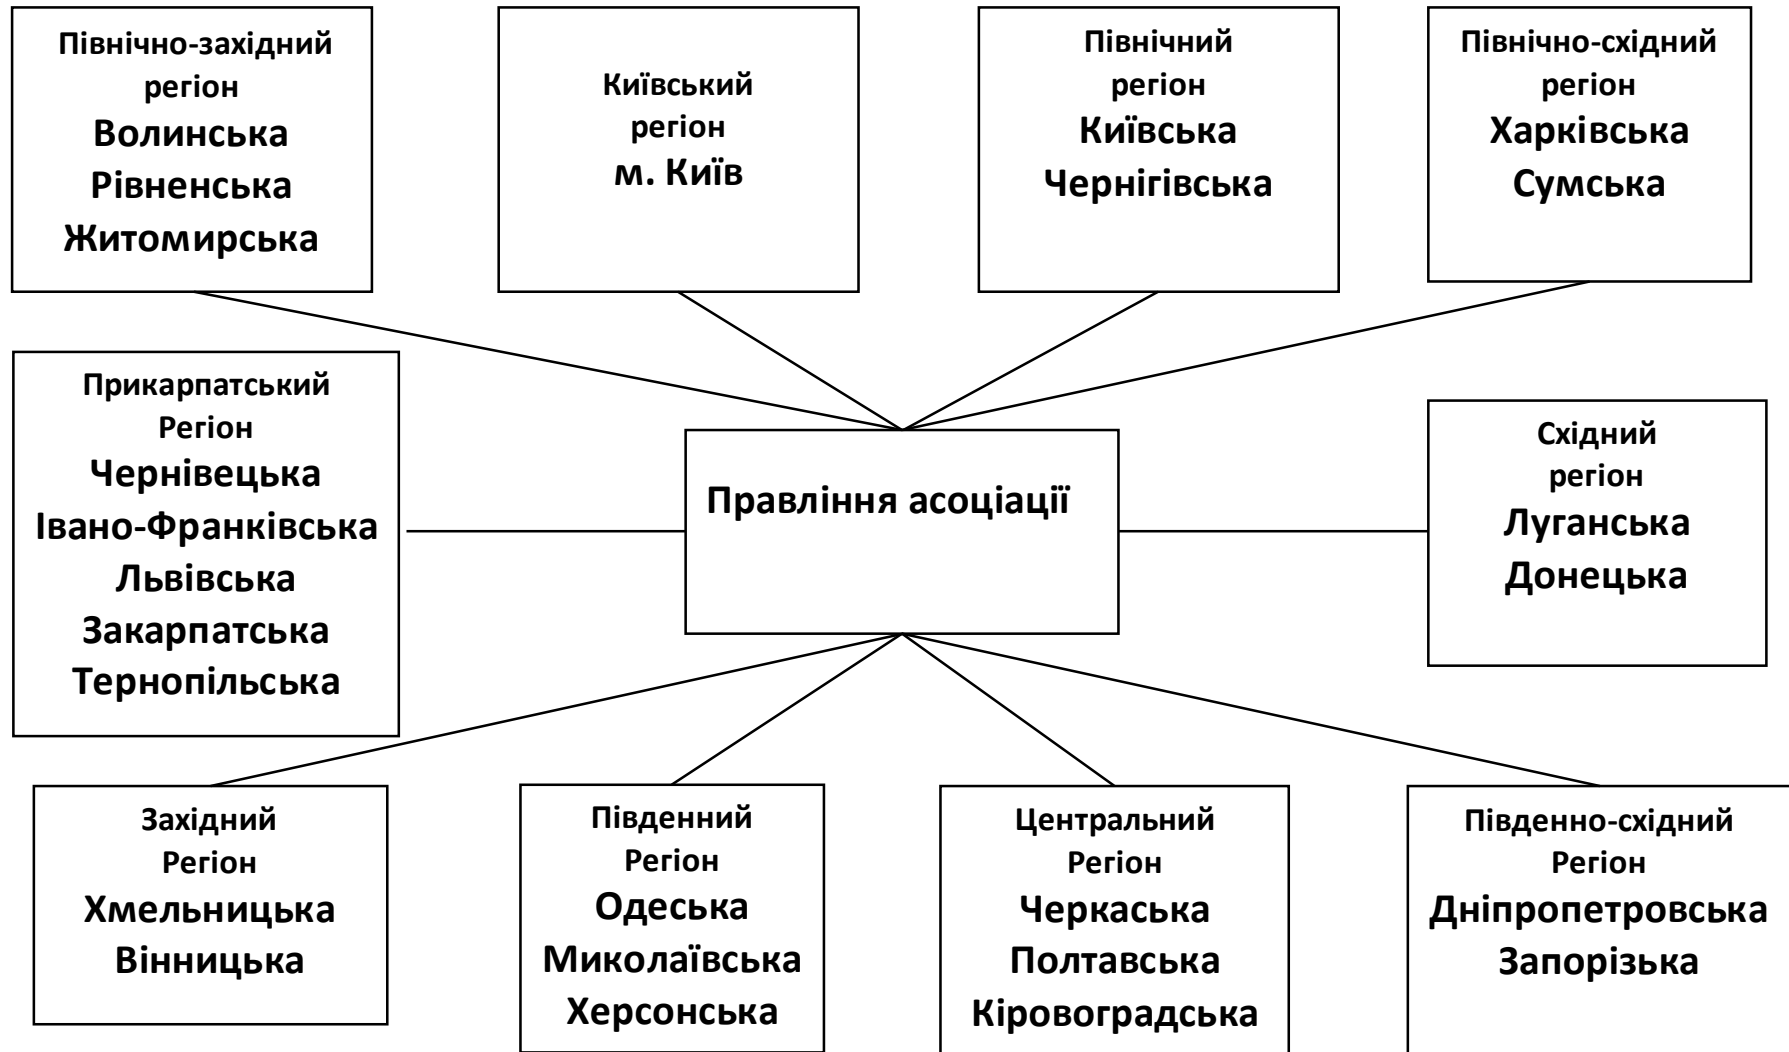 Північно-західний
регіон
Волинська
Рівненська
Житомирська
Київський
регіон
м. Київ
Північний
регіон
Київська
Чернігівська
Північно-східний
регіон
Харківська
Сумська
Прикарпатський
Регіон
Чернівецька
Івано-Франківська
Львівська
Закарпатська
Тернопільська
Правління асоціації
Східний
регіон
Луганська
Донецька
Західний
Регіон
Хмельницька
Вінницька
Південний
Регіон
Одеська
Миколаївська
Херсонська
Центральний
Регіон
Черкаська
Полтавська
Кіровоградська
Південно-східний
Регіон
Дніпропетровська
Запорізька